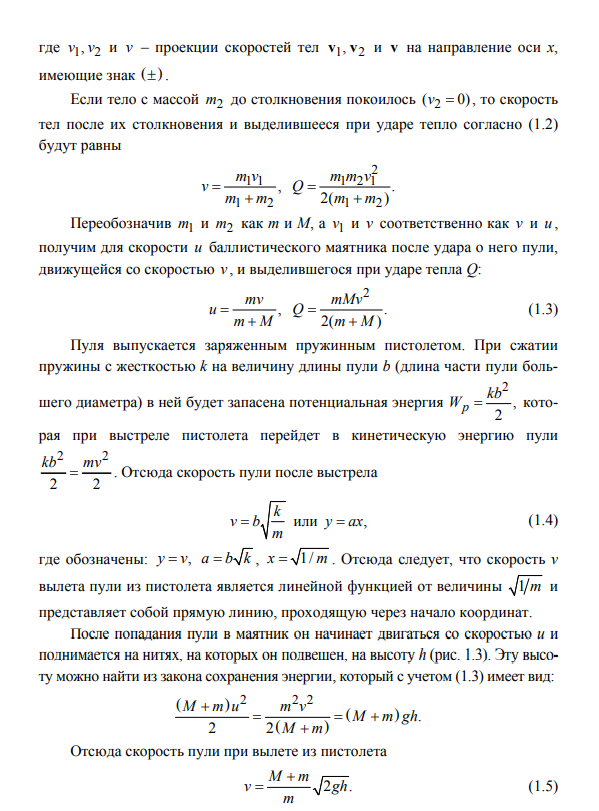 где v₁, v₂ и v – проекции скоростей тел v₁, v₂ и v на направление оси x,
имеющие знак (±).
Если тело с массой m₂ до столкновения покоилось (v₂ = 0), то скорость
тел после их столкновения и выделившееся при ударе тепло согласно (1.2)
будут равны
v = m₁v₁/(m₁ + m₂), Q = m₁m₂v₁²/(2(m₁ + m₂)).
Переобозначив m₁ и m₂ как m и M, а v₁ и v соответственно как v и u,
получим для скорости u баллистического маятника после удара о него пули,
движущейся со скоростью v, и выделившегося при ударе тепла Q:
u = mv/(m + M), Q = mMv²/(2(m + M)). (1.3)
Пуля выпускается заряженным пружинным пистолетом. При сжатии
пружины с жесткостью k на величину длины пули b (длина части пули боль-
шего диаметра) в ней будет запасена потенциальная энергия Wₚ = kb²/2, кото-
рая при выстреле пистолета перейдет в кинетическую энергию пули
kb²/2 = mv²/2. Отсюда скорость пули после выстрела
v = b√(k/m) или y = ax, (1.4)
где обозначены: y = v, a = b√k, x = √(1/m). Отсюда следует, что скорость v
вылета пули из пистолета является линейной функцией от величины √(1/m) и
представляет собой прямую линию, проходящую через начало координат.
После попадания пули в маятник он начинает двигаться со скоростью u и
поднимается на нитях, на которых он подвешен, на высоту h (рис. 1.3). Эту высо-
ту можно найти из закона сохранения энергии, который с учетом (1.3) имеет вид:
(M + m)u²/2 = m²v²/(2(M + m)) = (M + m)gh.
Отсюда скорость пули при вылете из пистолета
v = (M + m)/m √(2gh). (1.5)